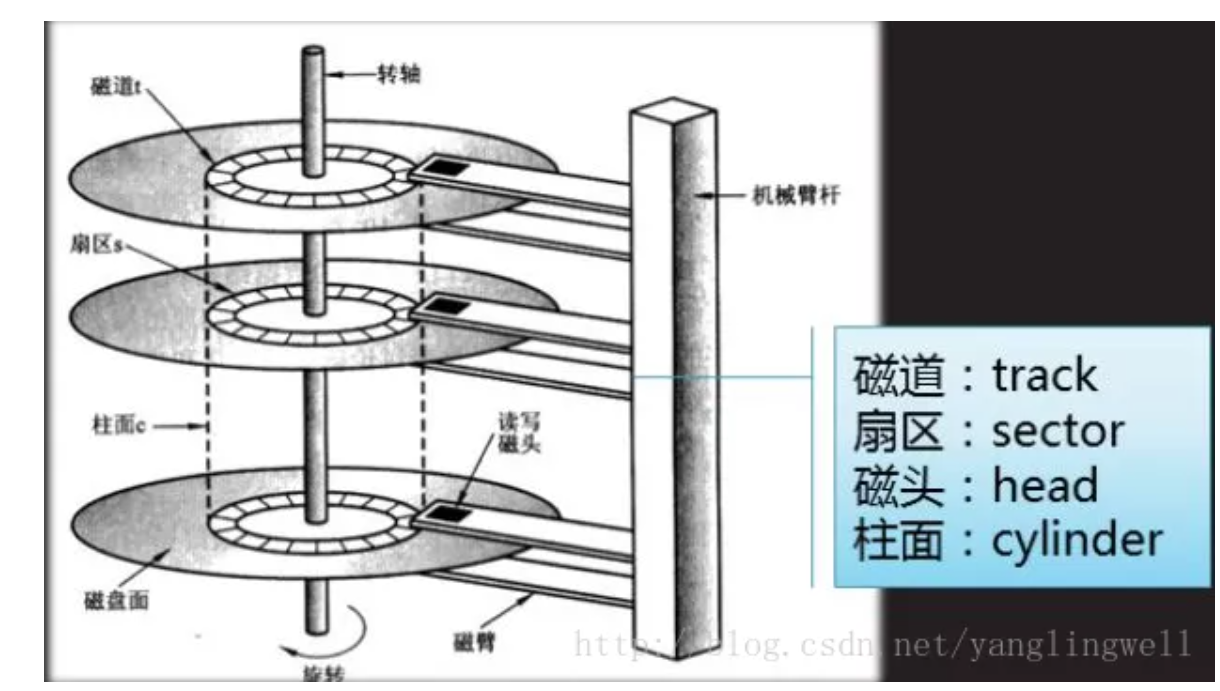 转轴
磁道t
机械臂杆
扇区s
磁道：track
扇区：sector
磁头：head
柱面：cylinder
柱面c
读写
磁头
磁盘面
磁臂
旋转
http://blog.csdn.net/yanglingwell